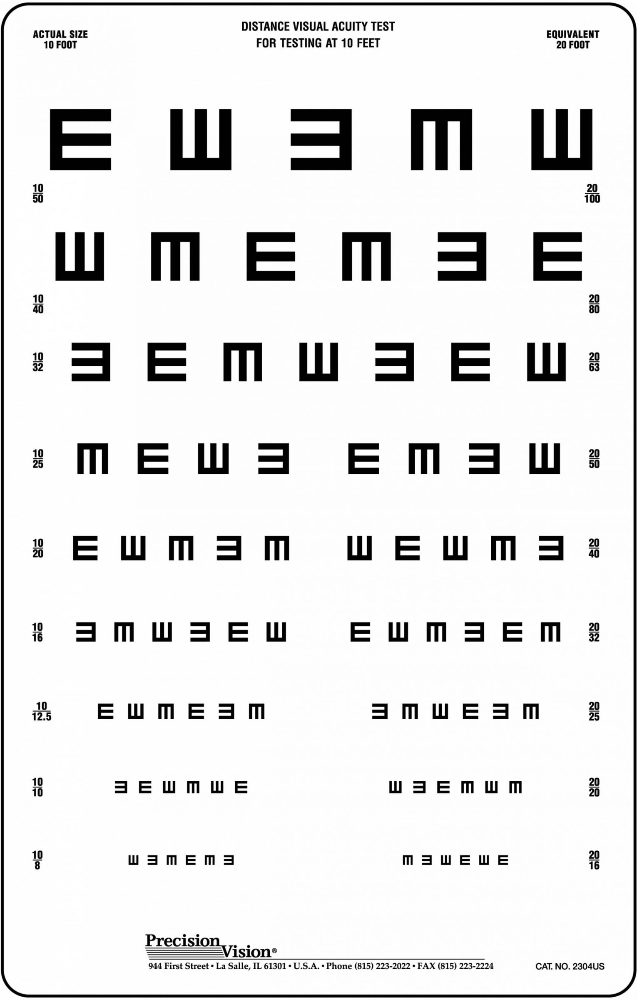 DISTANCE VISUAL ACUITY TEST
FOR TESTING AT 10 FEET
ACTUAL SIZE
10 FOOT
EQUIVALENT
20 FOOT
E Ш Ǝ M Ш
10/50 20/100
Ш M E M Ǝ E
10/40 20/80
10/32 Ǝ E M Ш Ǝ E Ш 20/63
10/25 M E Ш Ǝ E M Ǝ Ш 20/50
10/20 E Ш M Ǝ M Ш E Ш M Ǝ 20/40
10/16 Ǝ M Ш Ǝ E Ш E Ш M Ǝ E M 20/32
10/12.5 E Ш M E Ǝ M Ǝ M Ш E Ǝ M 20/25
10/10 Ǝ E Ш M Ш E Ш Ǝ E M Ш M 20/20
10/8 Ш Ǝ M E M Ǝ M Ǝ Ш E Ш E 20/16
Precision
Vision®
944 First Street • La Salle, IL 61301 • U.S.A. • Phone (815) 223-2022 • FAX (815) 223-2224
CAT. NO. 2304US